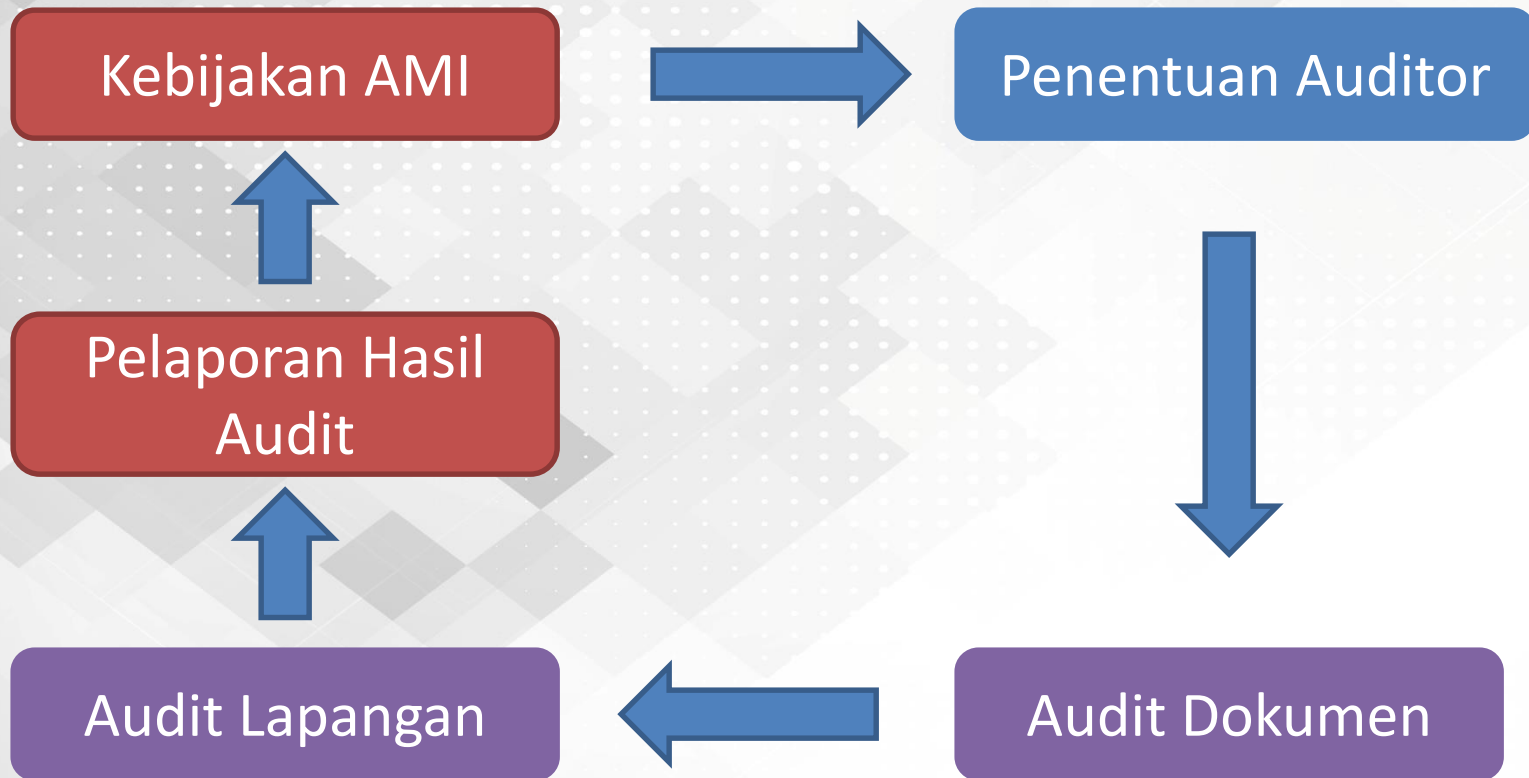 Kebijakan AMI
Penentuan Auditor
Pelaporan Hasil
Audit
Audit Lapangan
Audit Dokumen